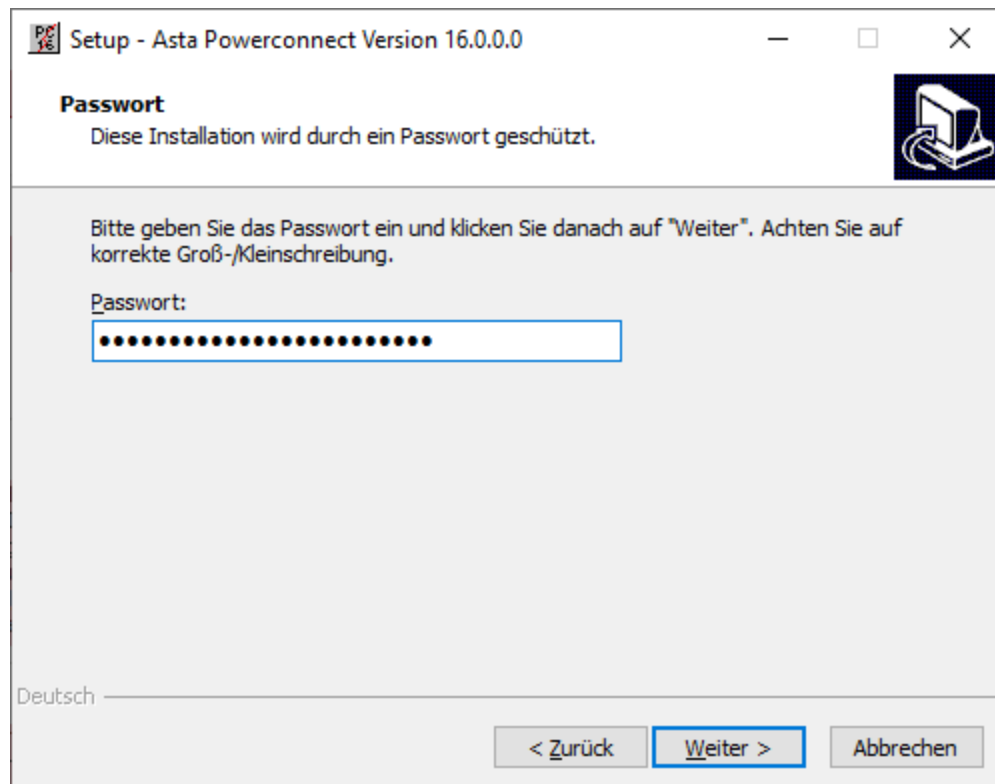 Setup - Asta Powerconnect Version 16.0.0.0
Passwort
Diese Installation wird durch ein Passwort geschützt.
Bitte geben Sie das Passwort ein und klicken Sie danach auf "Weiter". Achten Sie auf
korrekte Groß-/Kleinschreibung.
Passwort:
••••••••••••••••••••••••
Deutsch
< Zurück Weiter > Abbrechen